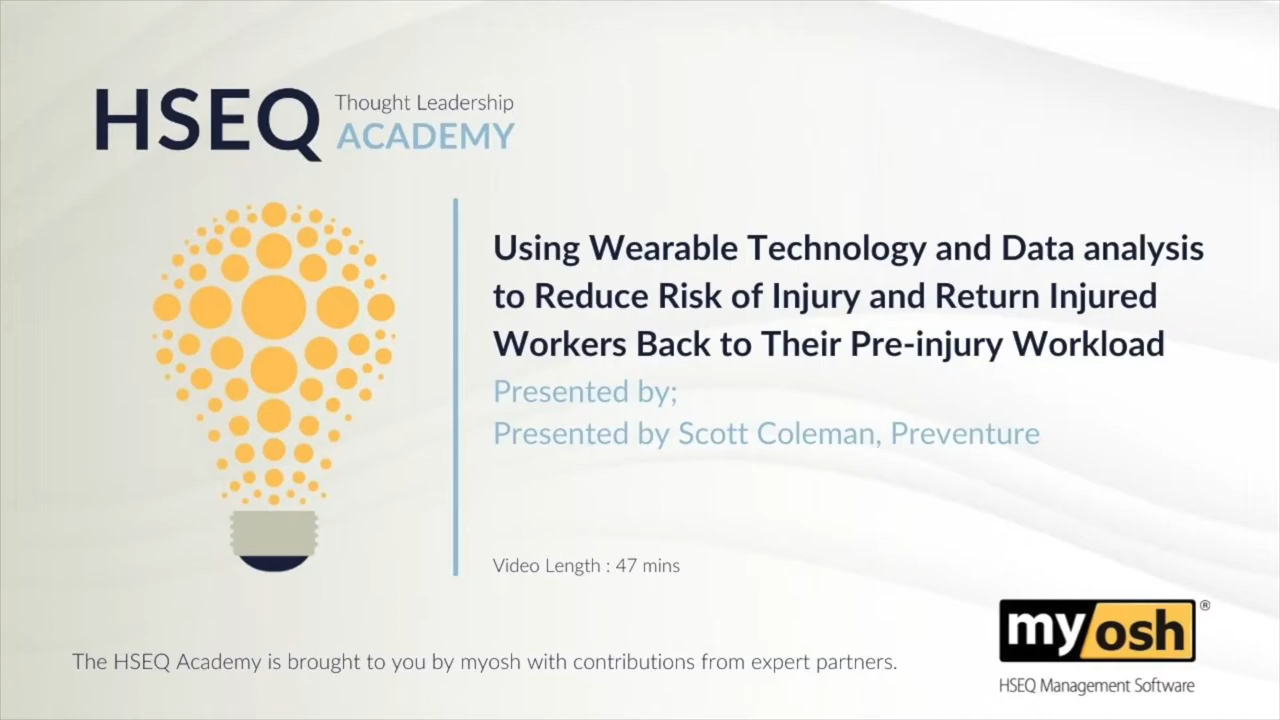 HSEQ Thought Leadership
ACADEMY
Using Wearable Technology and Data analysis
to Reduce Risk of Injury and Return Injured
Workers Back to Their Pre-injury Workload
Presented by;
Presented by Scott Coleman, Preventure
Video Length : 47 mins
myosh®
HSEQ Management Software
The HSEQ Academy is brought to you by myosh with contributions from expert partners.